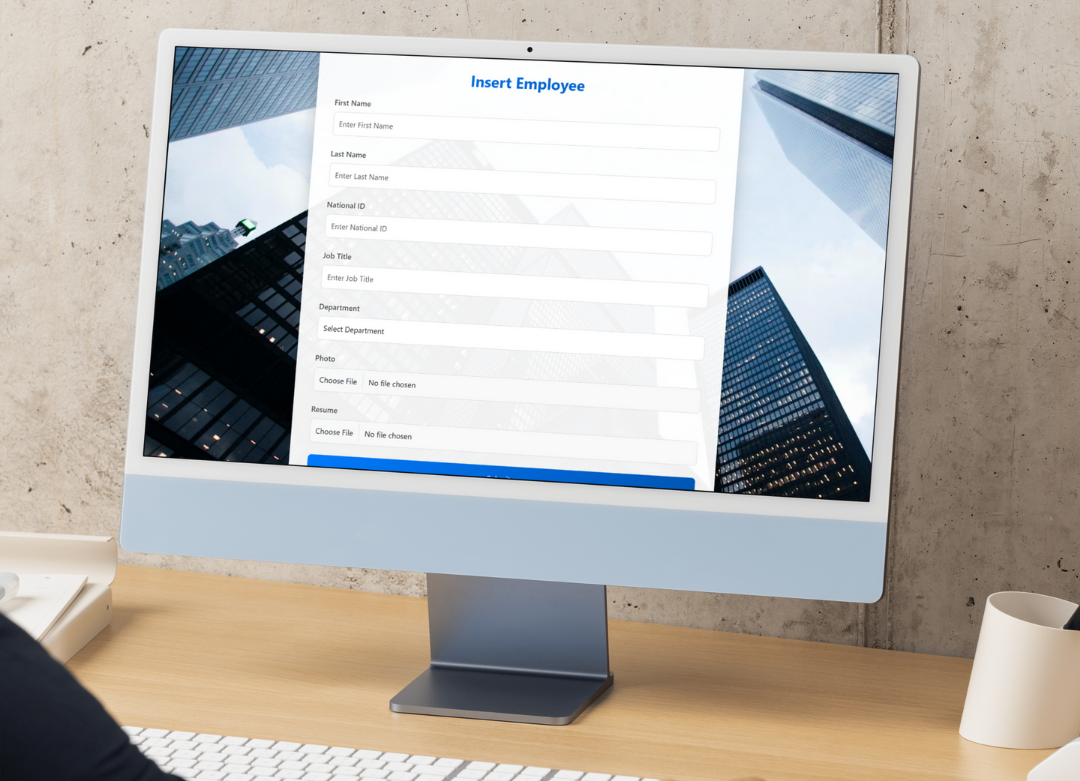 Insert Employee
First Name
Enter First Name
Last Name
Enter Last Name
National ID
Enter National ID
Job Title
Enter Job Title
Department
Select Department
Photo
Choose File No file chosen
Resume
Choose File No file chosen